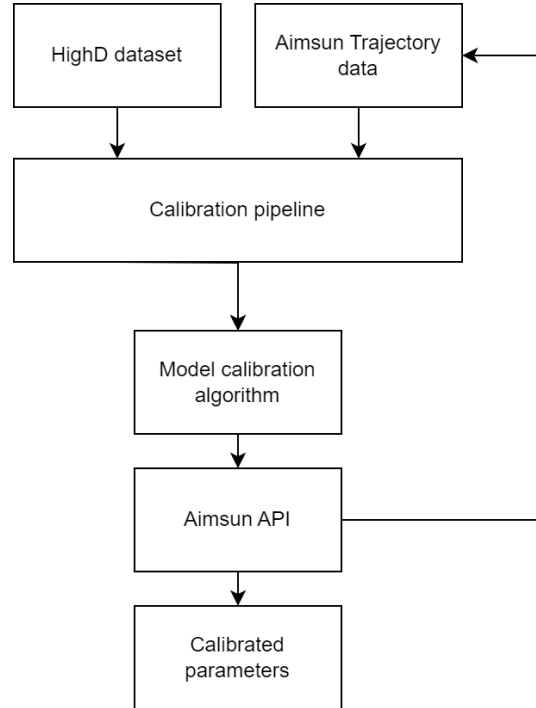 HighD dataset
Aimsun Trajectory
data
Calibration pipeline
Model calibration
algorithm
Aimsun API
Calibrated
parameters